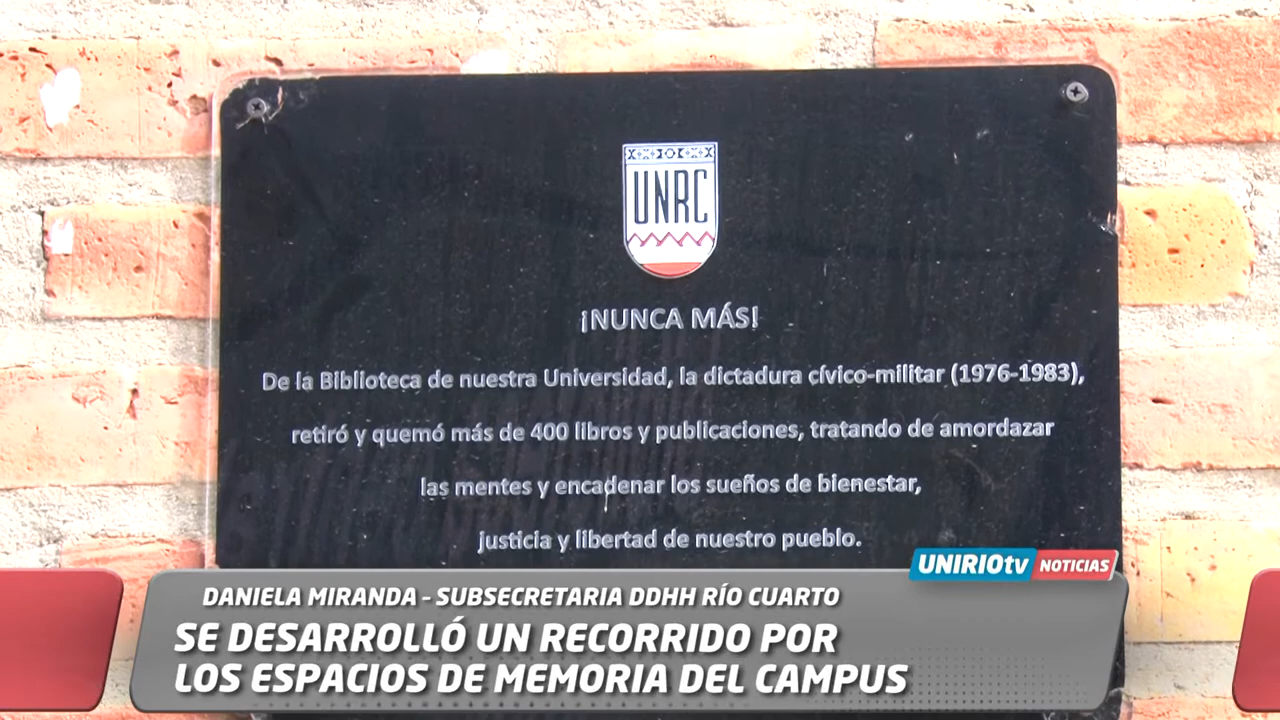 UNRC
¡NUNCA MÁS!
De la Biblioteca de nuestra Universidad, la dictadura cívico-militar (1976-1983),
retiró y quemó más de 400 libros y publicaciones, tratando de amordazar
las mentes y encadenar los sueños de bienestar,
justicia y libertad de nuestro pueblo.
UNIRIOtv NOTICIAS
DANIELA MIRANDA - SUBSECRETARIA DDHH RÍO CUARTO
SE DESARROLLÓ UN RECORRIDO POR
LOS ESPACIOS DE MEMORIA DEL CAMPUS